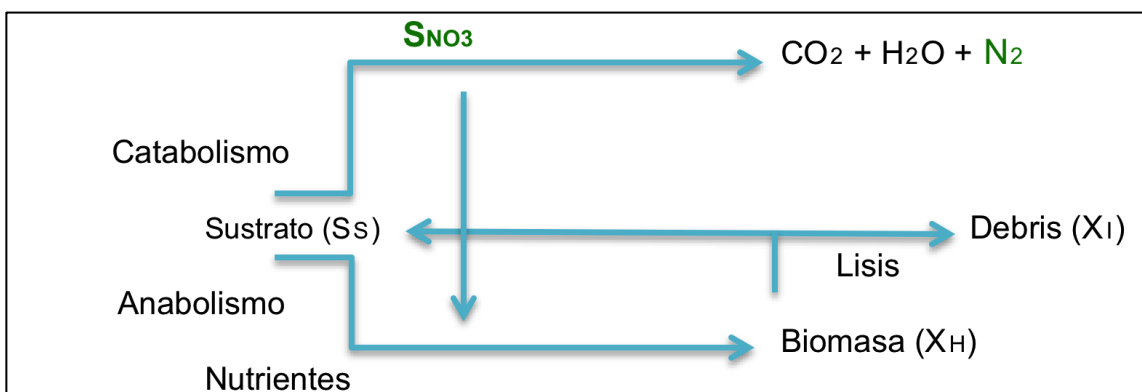 SNO3
CO2 + H2O + N2
Catabolismo
Sustrato (SS)
Debris (XI)
Lisis
Anabolismo
Biomasa (XH)
Nutrientes